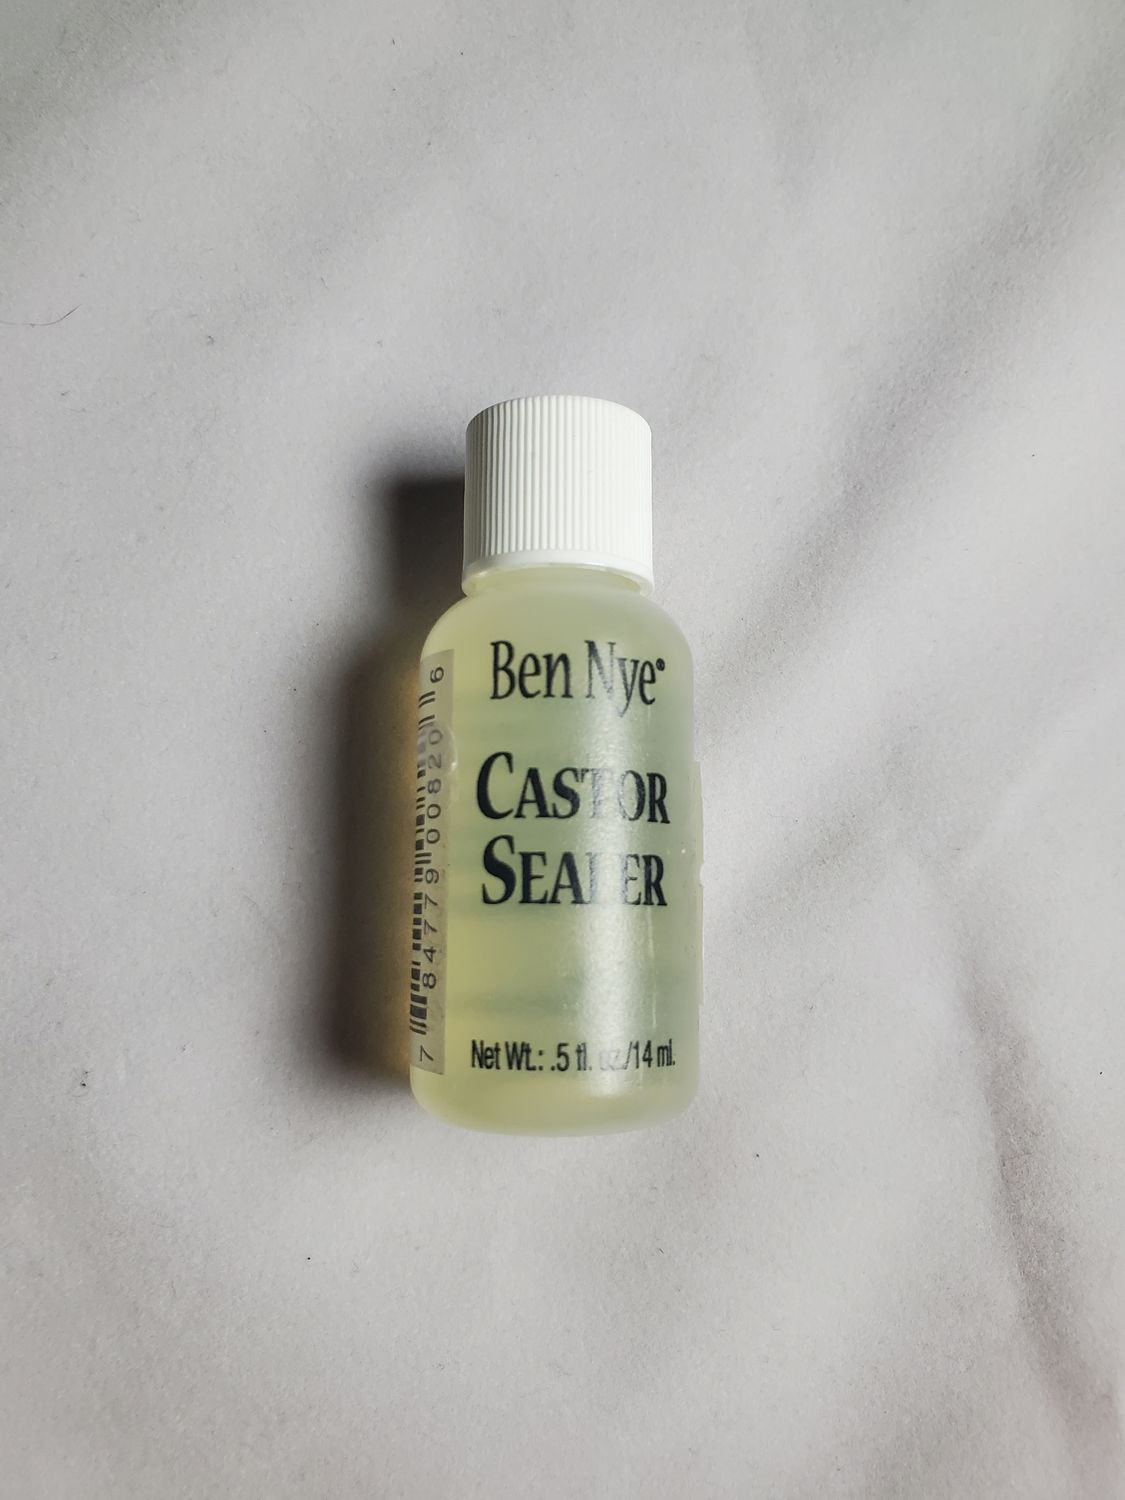 Ben Nye®
CASTOR
SEALER
Net Wt.: .5 fl. oz./14 ml.
7 84779 00820 6